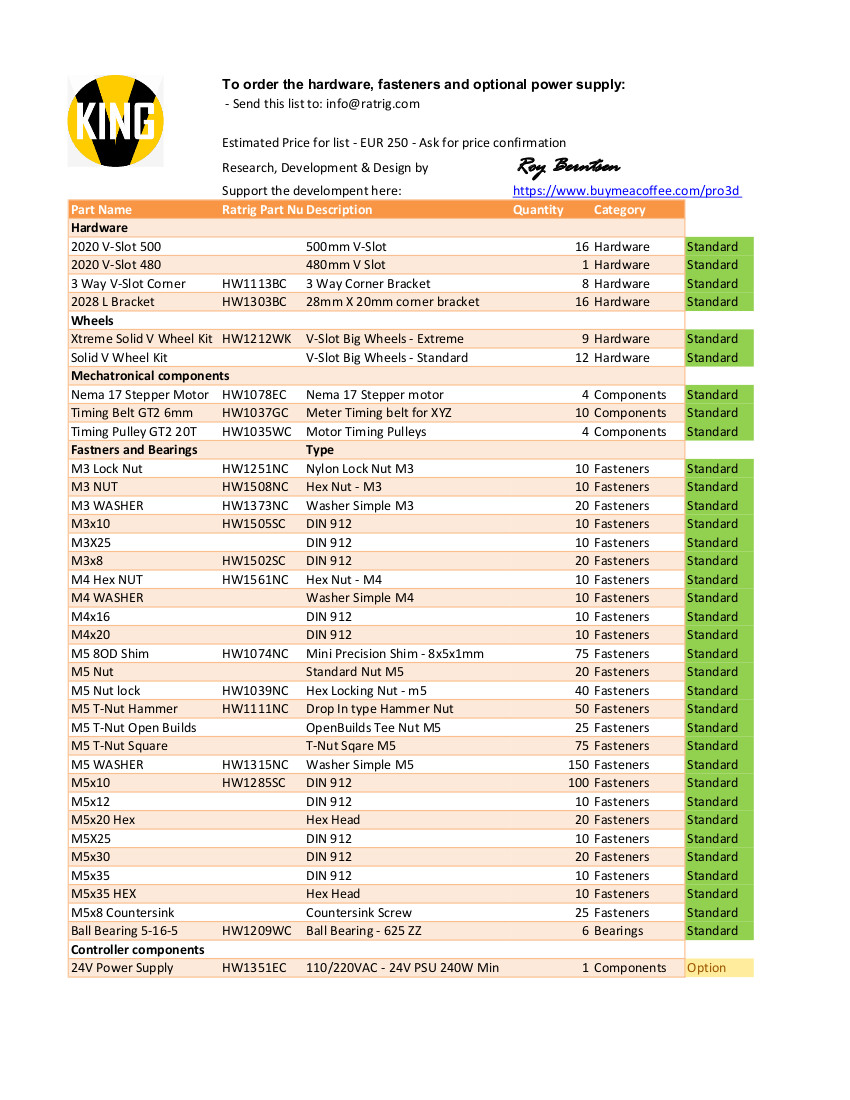 KING
To order the hardware, fasteners and optional power supply:
- Send this list to: info@ratrig.com
Estimated Price for list - EUR 250 - Ask for price confirmation
Research, Development & Design by Roy Berntsen
Support the develompent here: https://www.buymeacoffee.com/pro3d
Part Name Ratrig Part Nu Description Quantity Category
Hardware
2020 V-Slot 500 500mm V-Slot 16 Hardware Standard
2020 V-Slot 480 480mm V Slot 1 Hardware Standard
3 Way V-Slot Corner HW1113BC 3 Way Corner Bracket 8 Hardware Standard
2028 L Bracket HW1303BC 28mm X 20mm corner bracket 16 Hardware Standard
Wheels
Xtreme Solid V Wheel Kit HW1212WK V-Slot Big Wheels - Extreme 9 Hardware Standard
Solid V Wheel Kit V-Slot Big Wheels - Standard 12 Hardware Standard
Mechatronical components
Nema 17 Stepper Motor HW1078EC Nema 17 Stepper motor 4 Components Standard
Timing Belt GT2 6mm HW1037GC Meter Timing belt for XYZ 10 Components Standard
Timing Pulley GT2 20T HW1035WC Motor Timing Pulleys 4 Components Standard
Fastners and Bearings Type
M3 Lock Nut HW1251NC Nylon Lock Nut M3 10 Fasteners Standard
M3 NUT HW1508NC Hex Nut - M3 10 Fasteners Standard
M3 WASHER HW1373NC Washer Simple M3 20 Fasteners Standard
M3x10 HW1505SC DIN 912 10 Fasteners Standard
M3X25 DIN 912 10 Fasteners Standard
M3x8 HW1502SC DIN 912 20 Fasteners Standard
M4 Hex NUT HW1561NC Hex Nut - M4 10 Fasteners Standard
M4 WASHER Washer Simple M4 10 Fasteners Standard
M4x16 DIN 912 10 Fasteners Standard
M4x20 DIN 912 10 Fasteners Standard
M5 8OD Shim HW1074NC Mini Precision Shim - 8x5x1mm 75 Fasteners Standard
M5 Nut Standard Nut M5 20 Fasteners Standard
M5 Nut lock HW1039NC Hex Locking Nut - m5 40 Fasteners Standard
M5 T-Nut Hammer HW1111NC Drop In type Hammer Nut 50 Fasteners Standard
M5 T-Nut Open Builds OpenBuilds Tee Nut M5 25 Fasteners Standard
M5 T-Nut Square T-Nut Sqare M5 75 Fasteners Standard
M5 WASHER HW1315NC Washer Simple M5 150 Fasteners Standard
M5x10 HW1285SC DIN 912 100 Fasteners Standard
M5x12 DIN 912 10 Fasteners Standard
M5x20 Hex Hex Head 20 Fasteners Standard
M5X25 DIN 912 10 Fasteners Standard
M5x30 DIN 912 20 Fasteners Standard
M5x35 DIN 912 10 Fasteners Standard
M5x35 HEX Hex Head 10 Fasteners Standard
M5x8 Countersink Countersink Screw 25 Fasteners Standard
Ball Bearing 5-16-5 HW1209WC Ball Bearing - 625 ZZ 6 Bearings Standard
Controller components
24V Power Supply HW1351EC 110/220VAC - 24V PSU 240W Min 1 Components Option